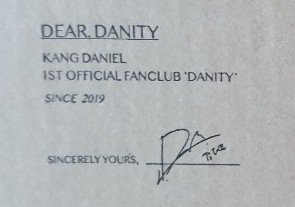 DEAR. DANITY
KANG DANIEL
1ST OFFICIAL FANCLUB 'DANITY'
SINCE 2019
SINCERELY YOURS,